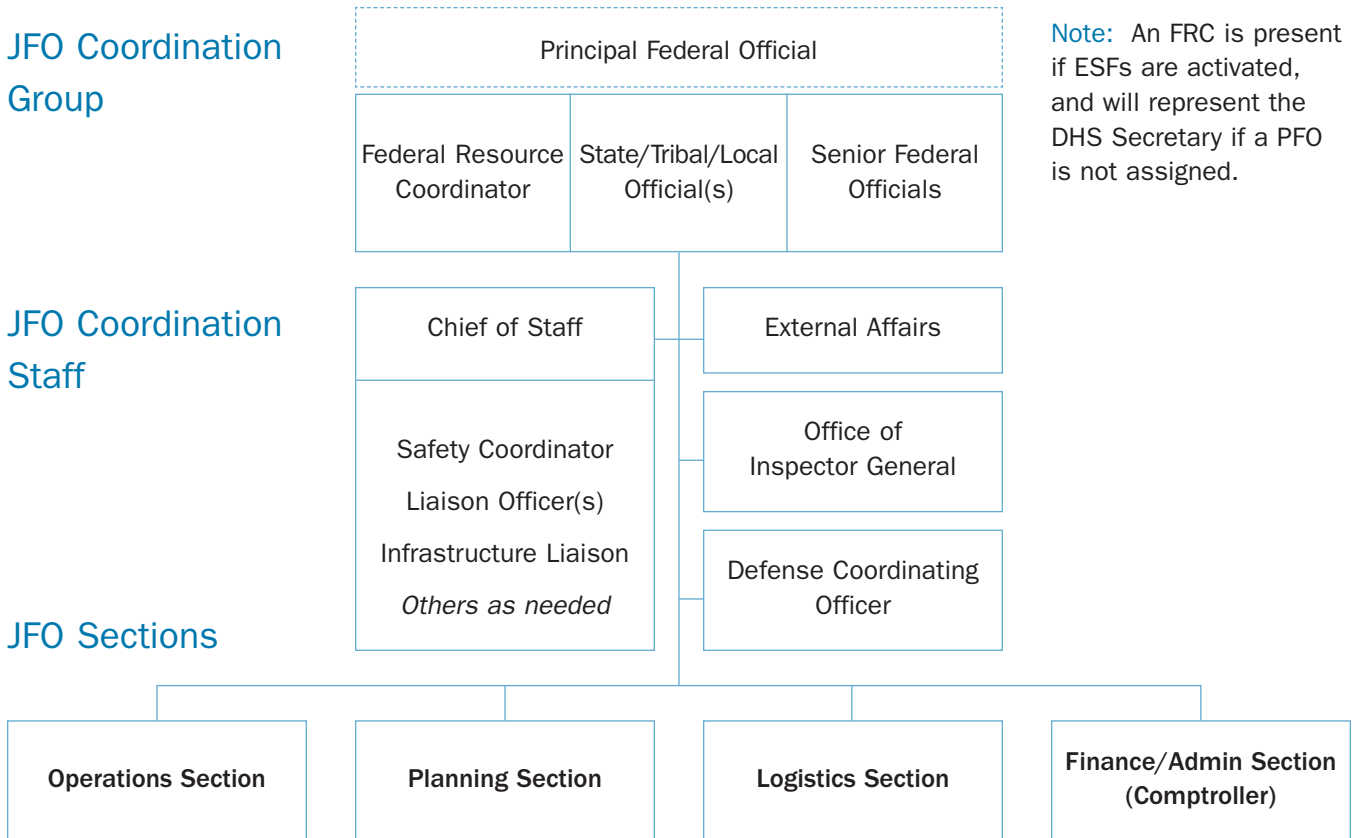 JFO Coordination
Group
Principal Federal Official
Federal Resource
Coordinator
State/Tribal/Local
Official(s)
Senior Federal
Officials
Note: An FRC is present
if ESFs are activated,
and will represent the
DHS Secretary if a PFO
is not assigned.
JFO Coordination
Staff
Chief of Staff
Safety Coordinator
Liaison Officer(s)
Infrastructure Liaison
Others as needed
External Affairs
Office of
Inspector General
Defense Coordinating
Officer
JFO Sections
Operations Section
Planning Section
Logistics Section
Finance/Admin Section
(Comptroller)